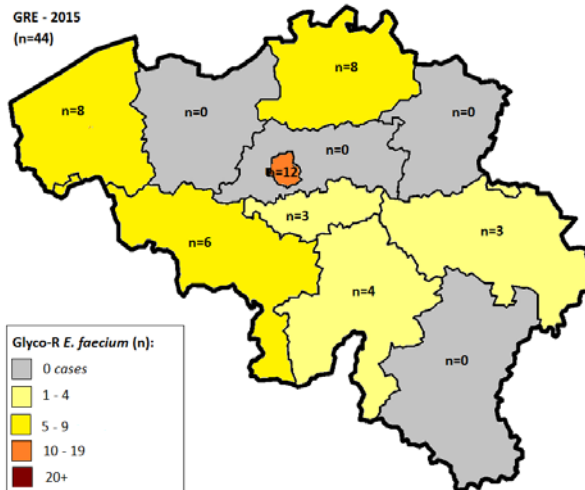 GRE - 2015
(n=44)
n=8
n=8
n=0
n=0
n=0
n=12
n=3
n=3
n=6
n=4
n=0
Glyco-R E. faecium (n):
0 cases
1 - 4
5 - 9
10 - 19
20+